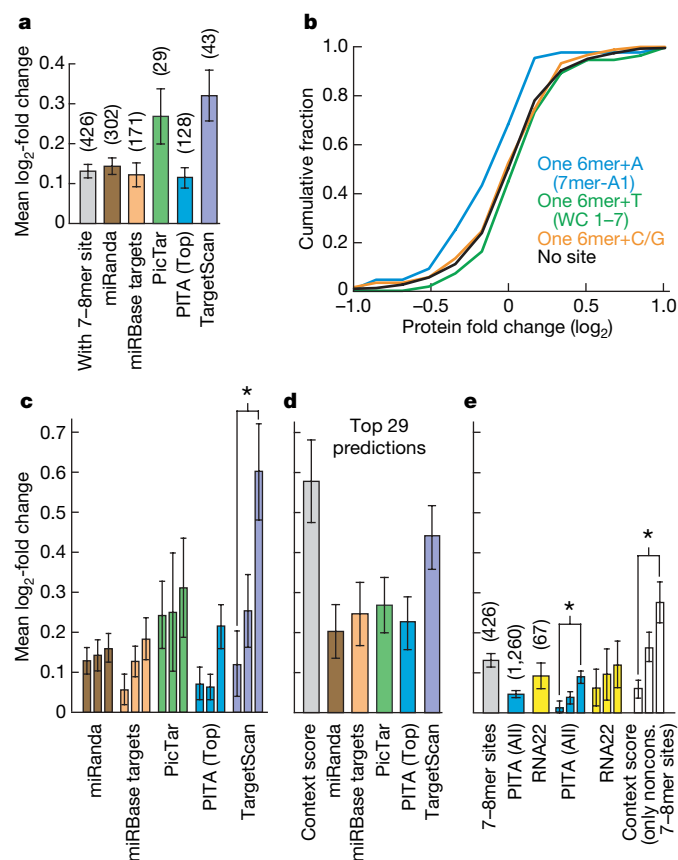 a
Mean log2-fold change
0.4
0.3
0.2
0.1
0
(426)
(302)
(171)
(29)
(128)
(43)
With 7–8mer site
miRanda
miRBase targets
PicTar
PITA (Top)
TargetScan
b
Cumulative fraction
1.0
0.8
0.6
0.4
0.2
0
–1.0
–0.5
0
0.5
1.0
Protein fold change (log2)
One 6mer+A
(7mer-A1)
One 6mer+T
(WC 1–7)
One 6mer+C/G
No site
c
Mean log2-fold change
0.7
0.6
0.5
0.4
0.3
0.2
0.1
0
*
miRanda
miRBase targets
PicTar
PITA (Top)
TargetScan
d
Top 29
predictions
Context score
miRanda
miRBase targets
PicTar
PITA (Top)
TargetScan
e
(426)
(1,260)
(67)
*
*
7–8mer sites
PITA (All)
RNA22
PITA (All)
RNA22
Context score
(only noncons.
7–8mer sites)